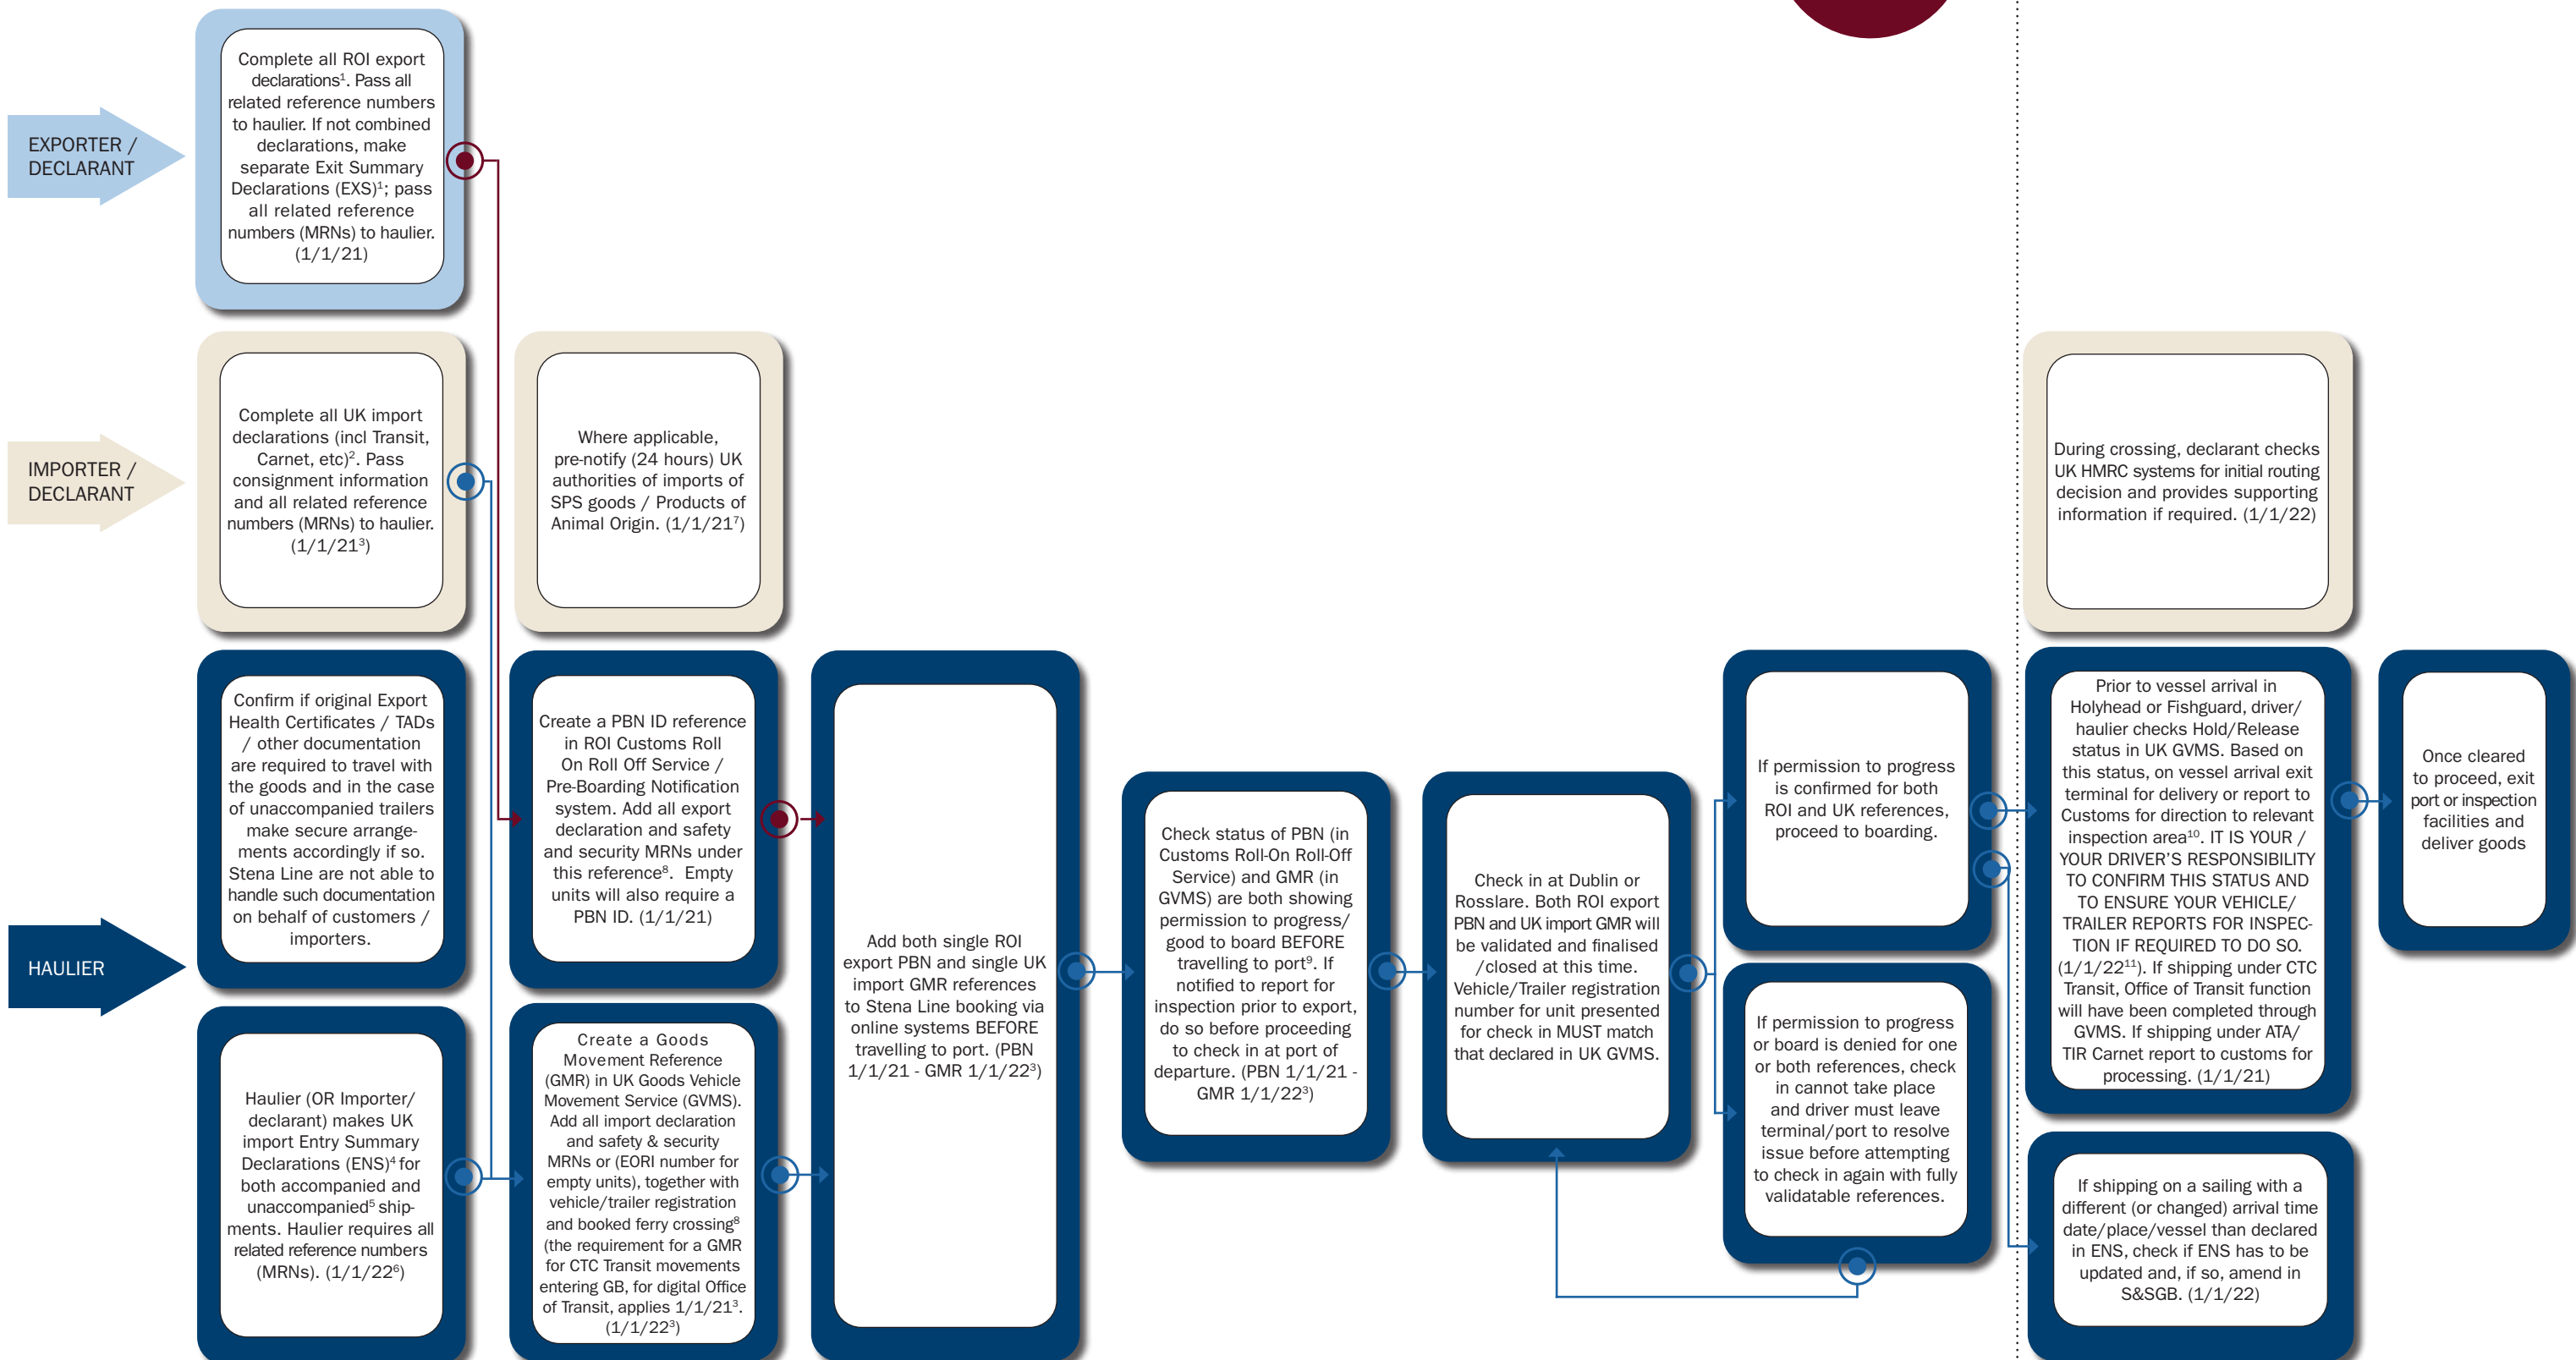 EXPORTER /
DECLARANT
Complete all ROI export
declarations¹. Pass all
related reference numbers
to haulier. If not combined
declarations, make
separate Exit Summary
Declarations (EXS)¹; pass
all related reference
numbers (MRNs) to haulier.
(1/1/21)
IMPORTER /
DECLARANT
Complete all UK import
declarations (incl Transit,
Carnet, etc)². Pass
consignment information
and all related reference
numbers (MRNs) to haulier.
(1/1/21³)
Where applicable,
pre-notify (24 hours) UK
authorities of imports of
SPS goods / Products of
Animal Origin. (1/1/21⁷)
During crossing, declarant checks
UK HMRC systems for initial routing
decision and provides supporting
information if required. (1/1/22)
HAULIER
Confirm if original Export
Health Certificates / TADs
/ other documentation
are required to travel with
the goods and in the case
of unaccompanied trailers
make secure arrange-
ments accordingly if so.
Stena Line are not able to
handle such documentation
on behalf of customers /
importers.
Haulier (OR Importer/
declarant) makes UK
import Entry Summary
Declarations (ENS)⁴ for
both accompanied and
unaccompanied⁵ ship-
ments. Haulier requires all
related reference numbers
(MRNs). (1/1/22⁶)
Create a PBN ID reference
in ROI Customs Roll
On Roll Off Service /
Pre-Boarding Notification
system. Add all export
declaration and safety
and security MRNs under
this reference⁸. Empty
units will also require a
PBN ID. (1/1/21)
Create a Goods
Movement Reference
(GMR) in UK Goods Vehicle
Movement Service (GVMS).
Add all import declaration
and safety & security
MRNs or (EORI number for
empty units), together with
vehicle/trailer registration
and booked ferry crossing⁸
(the requirement for a GMR
for CTC Transit movements
entering GB, for digital Office
of Transit, applies 1/1/21³.
(1/1/22³)
Add both single ROI
export PBN and single UK
import GMR references
to Stena Line booking via
online systems BEFORE
travelling to port. (PBN
1/1/21 - GMR 1/1/22³)
Check status of PBN (in
Customs Roll-On Roll-Off
Service) and GMR (in
GVMS) are both showing
permission to progress/
good to board BEFORE
travelling to port⁹. If
notified to report for
inspection prior to export,
do so before proceeding
to check in at port of
departure. (PBN 1/1/21 -
GMR 1/1/22³)
Check in at Dublin or
Rosslare. Both ROI export
PBN and UK import GMR will
be validated and finalised
/closed at this time.
Vehicle/Trailer registration
number for unit presented
for check in MUST match
that declared in UK GVMS.
If permission to progress
is confirmed for both
ROI and UK references,
proceed to boarding.
If permission to progress
or board is denied for one
or both references, check
in cannot take place
and driver must leave
terminal/port to resolve
issue before attempting
to check in again with fully
validatable references.
Prior to vessel arrival in
Holyhead or Fishguard, driver/
haulier checks Hold/Release
status in UK GVMS. Based on
this status, on vessel arrival exit
terminal for delivery or report to
Customs for direction to relevant
inspection area¹⁰. IT IS YOUR /
YOUR DRIVER'S RESPONSIBILITY
TO CONFIRM THIS STATUS AND
TO ENSURE YOUR VEHICLE/
TRAILER REPORTS FOR INSPEC-
TION IF REQUIRED TO DO SO.
(1/1/22¹¹). If shipping under CTC
Transit, Office of Transit function
will have been completed through
GVMS. If shipping under ATA/
TIR Carnet report to customs for
processing. (1/1/21)
If shipping on a sailing with a
different (or changed) arrival time
date/place/vessel than declared
in ENS, check if ENS has to be
updated and, if so, amend in
S&SGB. (1/1/22)
Once cleared
to proceed, exit
port or inspection
facilities and
deliver goods